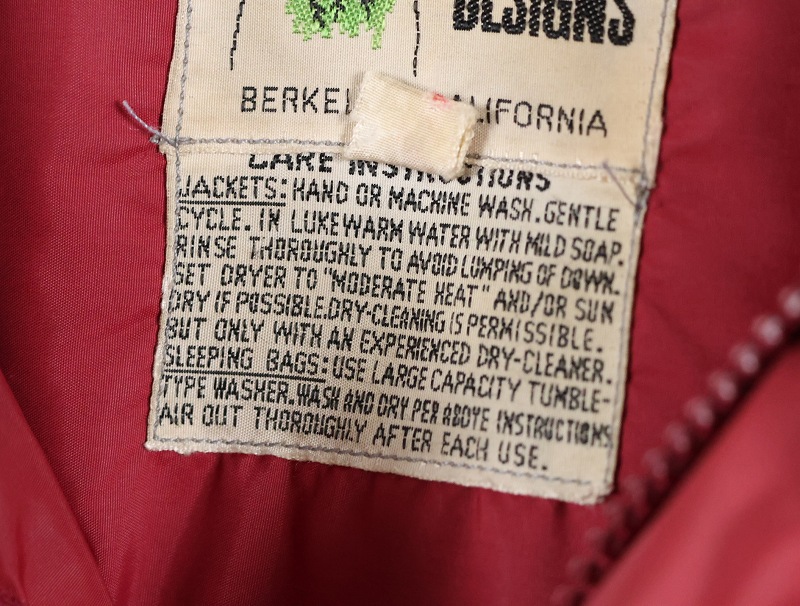 DESIGNS
BERKE ALIFORNIA
CARE INSTRUCTIONS
JACKETS: HAND OR MACHINE WASH. GENTLE
CYCLE. IN LUKEWARM WATER WITH MILD SOAP.
RINSE THOROUGHLY TO AVOID LUMPING OF DOWN.
SET DRYER TO "MODERATE HEAT" AND/OR SUN
DRY IF POSSIBLE.DRY-CLEANING IS PERMISSIBLE.
BUT ONLY WITH AN EXPERIENCED DRY-CLEANER.
SLEEPING BAGS: USE LARGE CAPACITY TUMBLE-
TYPE WASHER. WASH AND DRY PER ABOVE INSTRUCTIONS
AIR OUT THOROUGHLY AFTER EACH USE.